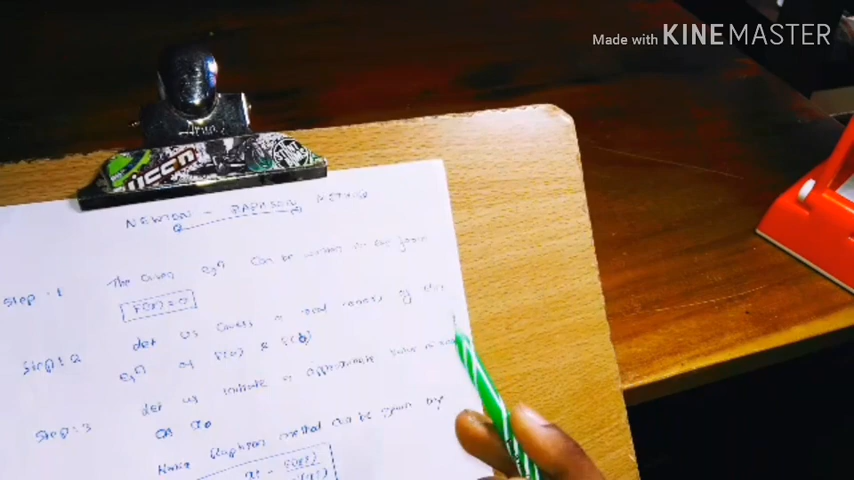 Made with KINEMASTER
NEWTON - RAPHSON METHOD
Step-1 The Given eqn Can be written in the form
F(x)=0
Step: 2 Let us Guess a real roots of the
eqn of f(a) & f(b)
Step: 3 Let us initiate a approximate value
as x0
Raphson method can be given by